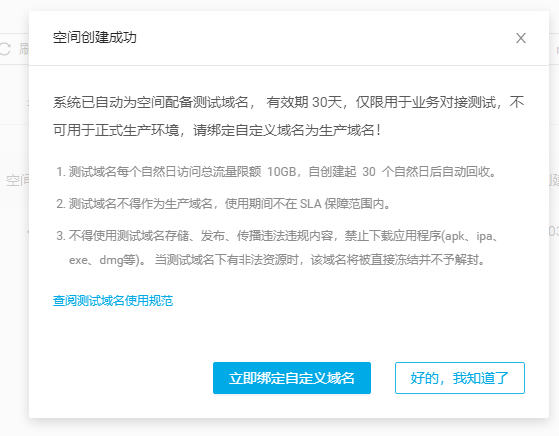 空间创建成功
刷
系统已自动为空间配备测试域名， 有效期 30天，仅限用于业务对接测试，不
可用于正式生产环境，请绑定自定义域名为生产域名！
1. 测试域名每个自然日访问总流量限额 10GB，自创建起 30 个自然日后自动回收。
空间
创建
2. 测试域名不得作为生产域名，使用期间不在 SLA 保障范围内。
3. 不得使用测试域名存储、发布、传播违法违规内容，禁止下载应用程序(apk、ipa、
exe、dmg等)。 当测试域名下有非法资源时，该域名将被直接冻结并不予解封。
查阅测试域名使用规范
立即绑定自定义域名
好的，我知道了